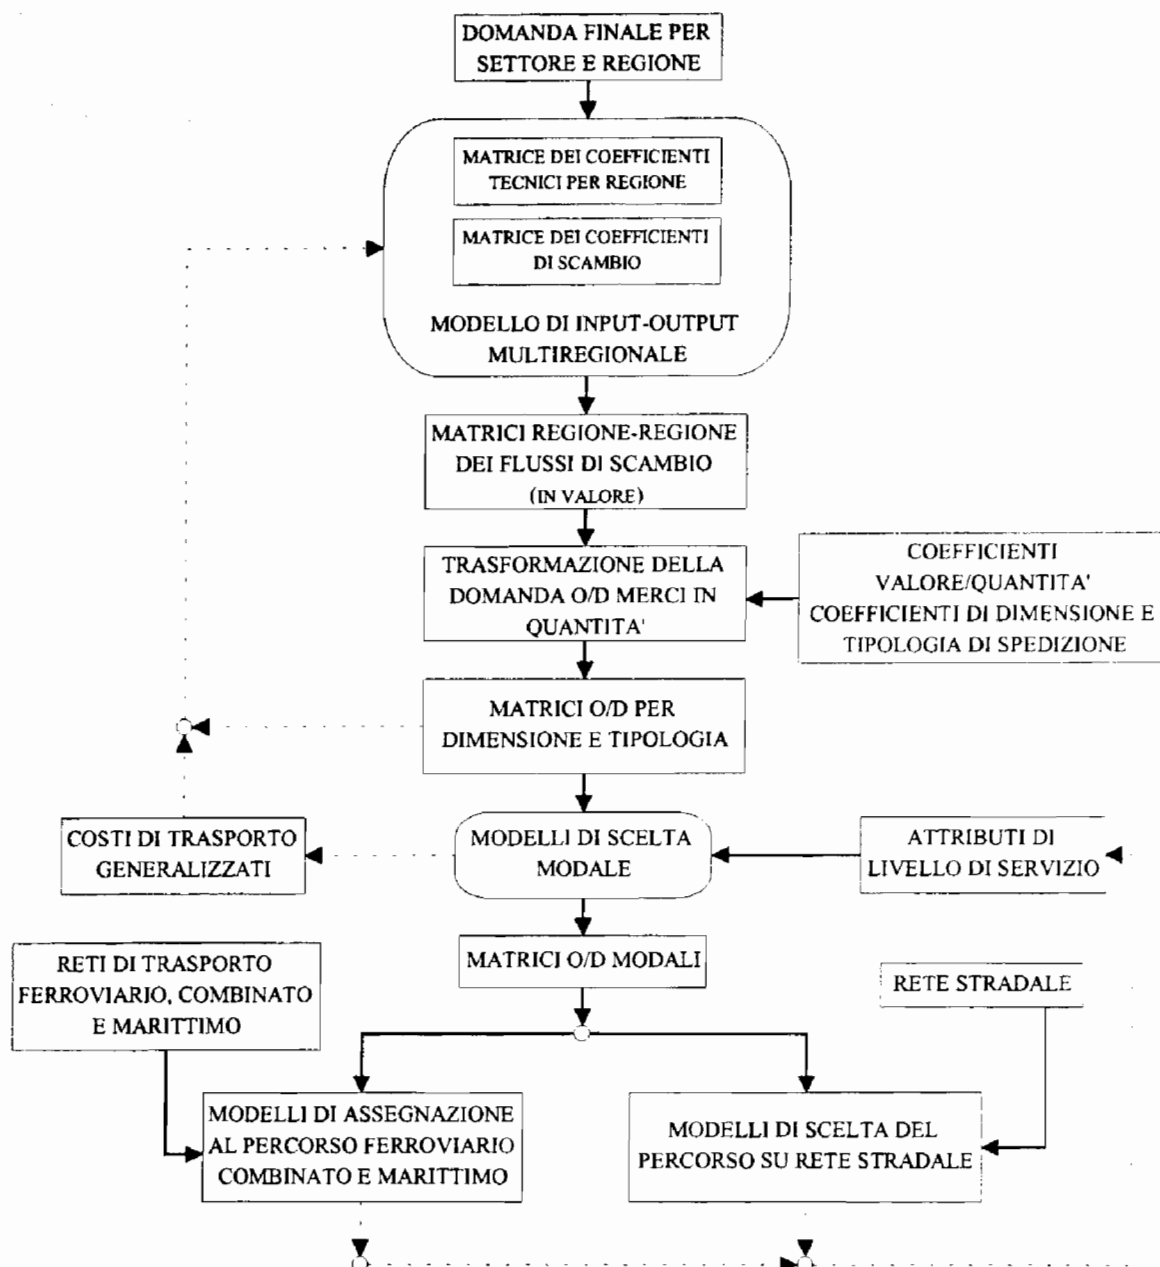 DOMANDA FINALE PER
SETTORE E REGIONE
MATRICE DEI COEFFICIENTI
TECNICI PER REGIONE
MATRICE DEI COEFFICIENTI
DI SCAMBIO
MODELLO DI INPUT-OUTPUT
MULTIREGIONALE
MATRICI REGIONE-REGIONE
DEI FLUSSI DI SCAMBIO
(IN VALORE)
TRASFORMAZIONE DELLA
DOMANDA O/D MERCI IN
QUANTITA'
COEFFICIENTI
VALORE/QUANTITA'
COEFFICIENTI DI DIMENSIONE E
TIPOLOGIA DI SPEDIZIONE
MATRICI O/D PER
DIMENSIONE E TIPOLOGIA
COSTI DI TRASPORTO
GENERALIZZATI
MODELLI DI SCELTA
MODALE
ATTRIBUTI DI
LIVELLO DI SERVIZIO
MATRICI O/D MODALI
RETI DI TRASPORTO
FERROVIARIO, COMBINATO
E MARITTIMO
RETE STRADALE
MODELLI DI ASSEGNAZIONE
AL PERCORSO FERROVIARIO
COMBINATO E MARITTIMO
MODELLI DI SCELTA DEL
PERCORSO SU RETE STRADALE